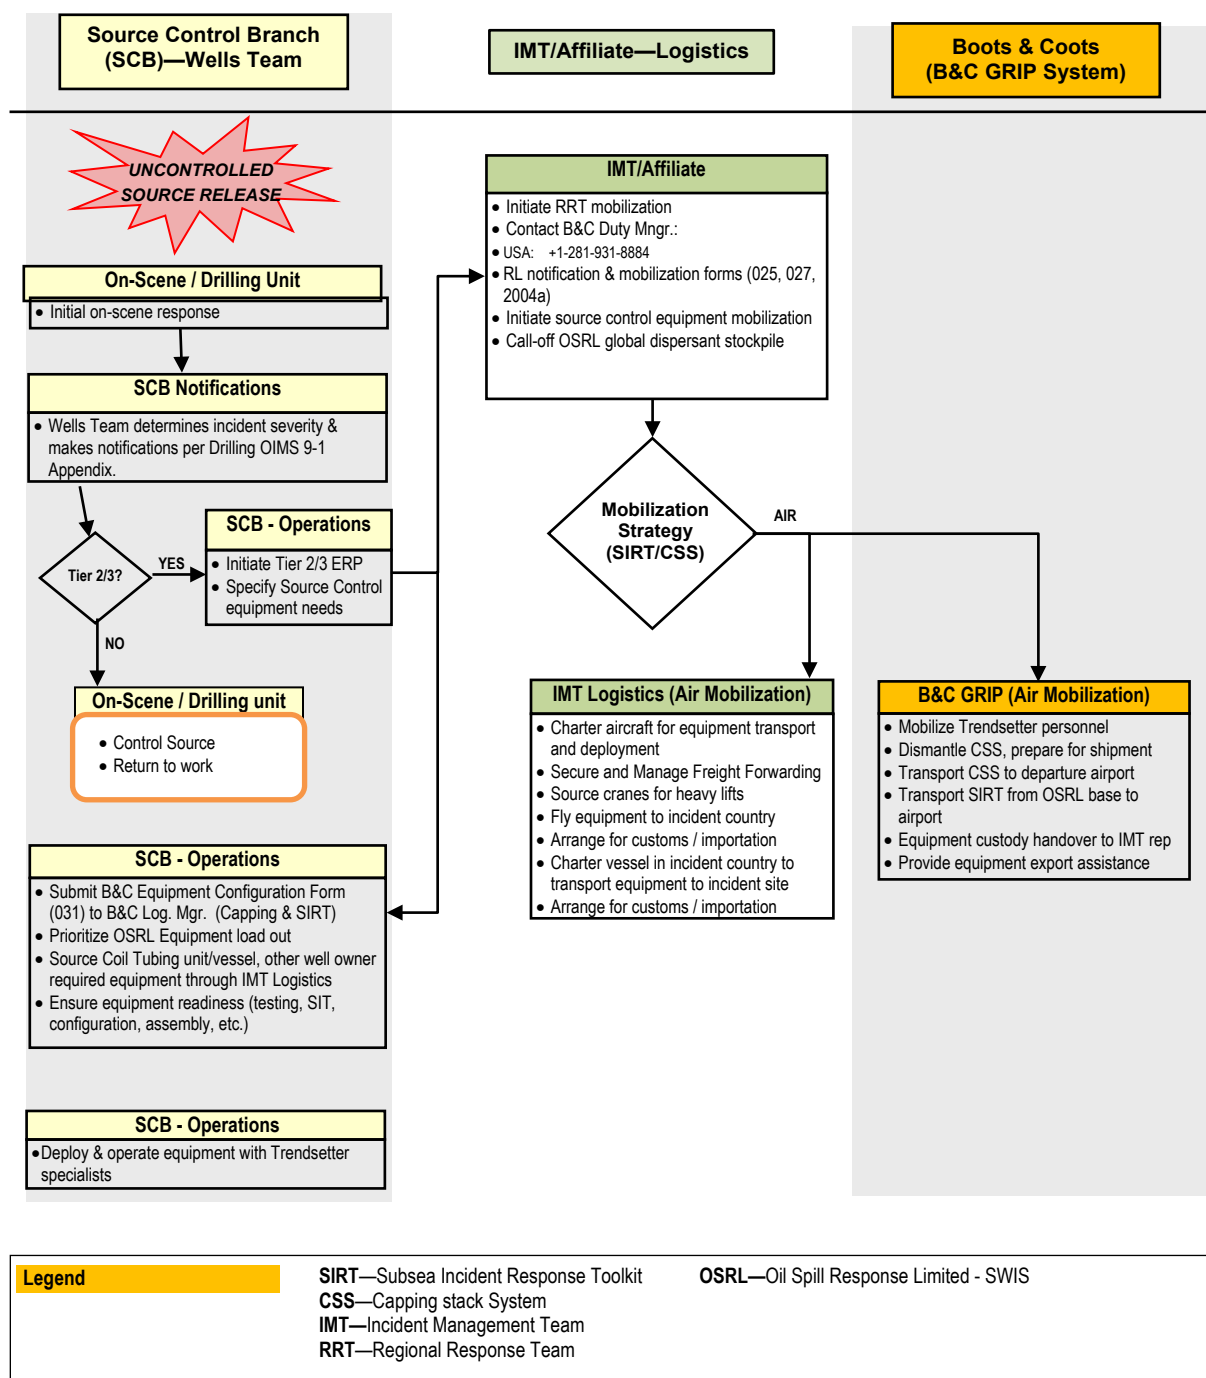 Source Control Branch
(SCB)—Wells Team
IMT/Affiliate—Logistics
Boots & Coots
(B&C GRIP System)
UNCONTROLLED
SOURCE RELEASE
On-Scene / Drilling Unit
• Initial on-scene response
SCB Notifications
• Wells Team determines incident severity &
makes notifications per Drilling OIMS 9-1
Appendix.
Tier 2/3?
YES
NO
SCB - Operations
• Initiate Tier 2/3 ERP
• Specify Source Control
equipment needs
On-Scene / Drilling unit
• Control Source
• Return to work
SCB - Operations
• Submit B&C Equipment Configuration Form
(031) to B&C Log. Mgr. (Capping & SIRT)
• Prioritize OSRL Equipment load out
• Source Coil Tubing unit/vessel, other well owner
required equipment through IMT Logistics
• Ensure equipment readiness (testing, SIT,
configuration, assembly, etc.)
SCB - Operations
•Deploy & operate equipment with Trendsetter
specialists
IMT/Affiliate
• Initiate RRT mobilization
• Contact B&C Duty Mngr.:
• USA: +1-281-931-8884
• RL notification & mobilization forms (025, 027,
2004a)
• Initiate source control equipment mobilization
• Call-off OSRL global dispersant stockpile
Mobilization
Strategy
(SIRT/CSS)
AIR
IMT Logistics (Air Mobilization)
• Charter aircraft for equipment transport
and deployment
• Secure and Manage Freight Forwarding
• Source cranes for heavy lifts
• Fly equipment to incident country
• Arrange for customs / importation
• Charter vessel in incident country to
transport equipment to incident site
• Arrange for customs / importation
B&C GRIP (Air Mobilization)
• Mobilize Trendsetter personnel
• Dismantle CSS, prepare for shipment
• Transport CSS to departure airport
• Transport SIRT from OSRL base to
airport
• Equipment custody handover to IMT rep
• Provide equipment export assistance
Legend
SIRT—Subsea Incident Response Toolkit
CSS—Capping stack System
IMT—Incident Management Team
RRT—Regional Response Team
OSRL—Oil Spill Response Limited - SWIS